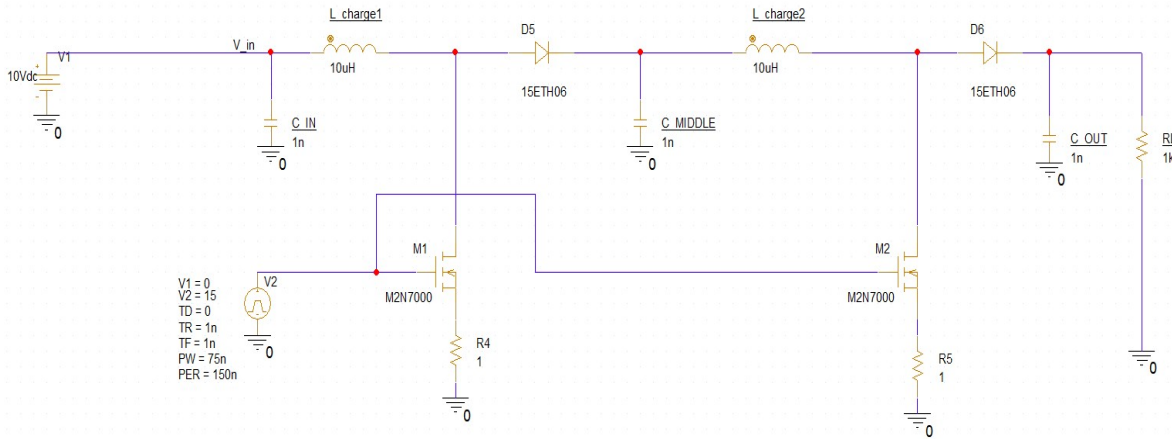 L_charge1
10uH
V_in
V1
10Vdc
+
-
0
C_IN
1n
0
D5
15ETH06
C_MIDDLE
1n
0
L_charge2
10uH
D6
15ETH06
C_OUT
1n
0
1k
0
M1
M2N7000
R4
1
0
M2
M2N7000
R5
1
0
V2
0
V1 = 0
V2 = 15
TD = 0
TR = 1n
TF = 1n
PW = 75n
PER = 150n